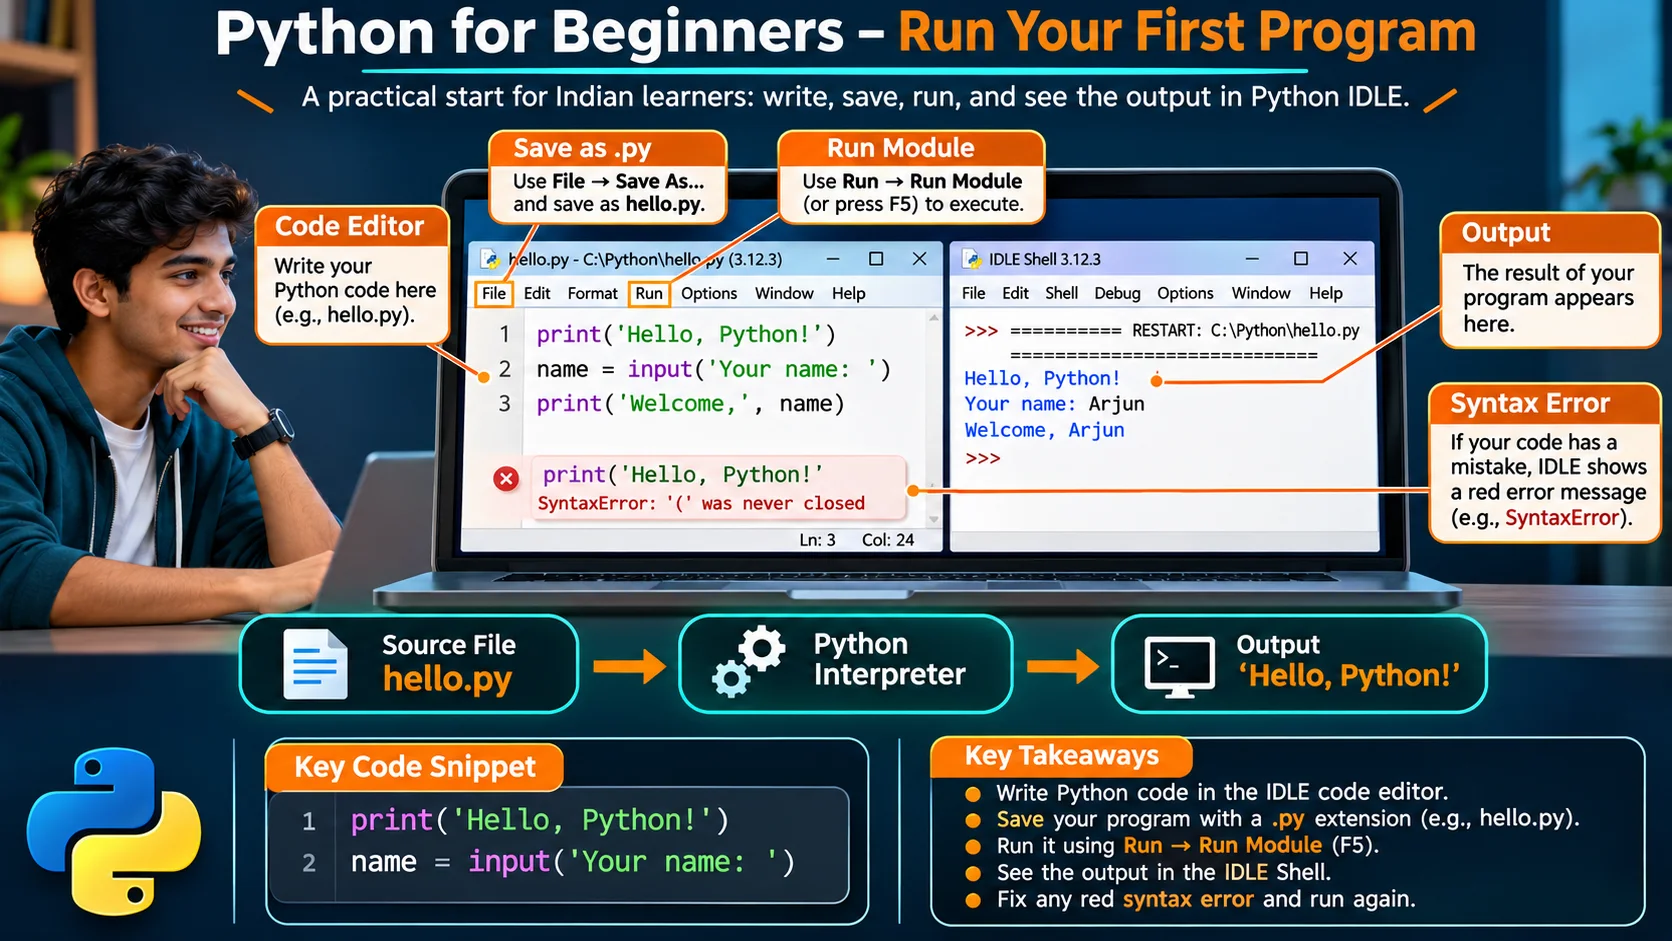 Python for Beginners – Run Your First Program
A practical start for Indian learners: write, save, run, and see the output in Python IDLE.
Save as .py
Use File → Save As...
and save as hello.py.
Run Module
Use Run → Run Module
(or press F5) to execute.
Code Editor
Write your
Python code here
(e.g., hello.py).
Output
The result of your
program appears
here.
Syntax Error
If your code has a
mistake, IDLE shows
a red error message
(e.g., SyntaxError).
hello.py - C:\Python\hello.py (3.12.3)
File Edit Format Run Options Window Help
1 print('Hello, Python!')
2 name = input('Your name: ')
3 print('Welcome,', name)
print('Hello, Python!'
SyntaxError: '(' was never closed
Ln: 3 Col: 24
IDLE Shell 3.12.3
File Edit Shell Debug Options Window Help
>>> ========== RESTART: C:\Python\hello.py
============================
Hello, Python!
Your name: Arjun
Welcome, Arjun
>>>
Source File
hello.py
Python
Interpreter
>_
Output
‘Hello, Python!’
Key Code Snippet
1 print('Hello, Python!')
2 name = input('Your name: ')
Key Takeaways
Write Python code in the IDLE code editor.
Save your program with a .py extension (e.g., hello.py).
Run it using Run → Run Module (F5).
See the output in the IDLE Shell.
Fix any red syntax error and run again.